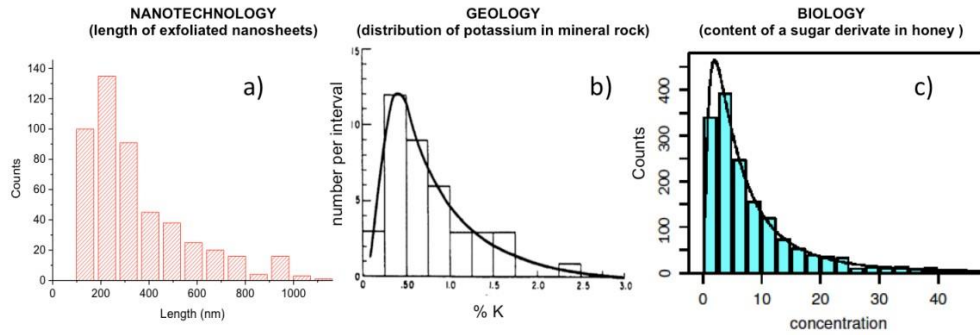 NANOTECHNOLOGY
(length of exfoliated nanosheets)
a)
140
120
100
80
60
40
20
0
Counts
0 200 400 600 800 1000
Length (nm)
GEOLOGY
(distribution of potassium in mineral rock)
b)
15
10
5
number per interval
0 .50 1.0 1.5 2.0 2.5 3.0
% K
BIOLOGY
(content of a sugar derivate in honey )
c)
400
300
200
100
0
Counts
0 10 20 30 40
concentration